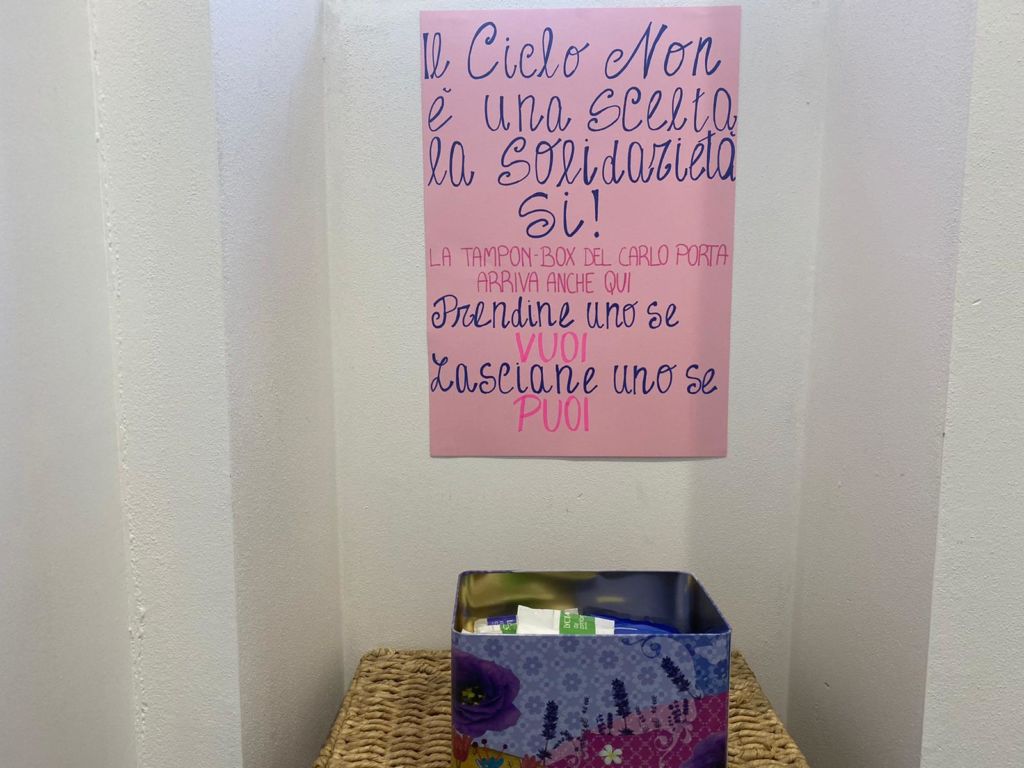 Il Ciclo Non
è una scelta
la Solidarietà
Si!
LA TAMPON-BOX DEL CARLO PORTA
ARRIVA ANCHE QUI
Prendine uno se
VUOI
Lasciane uno se
PUOI